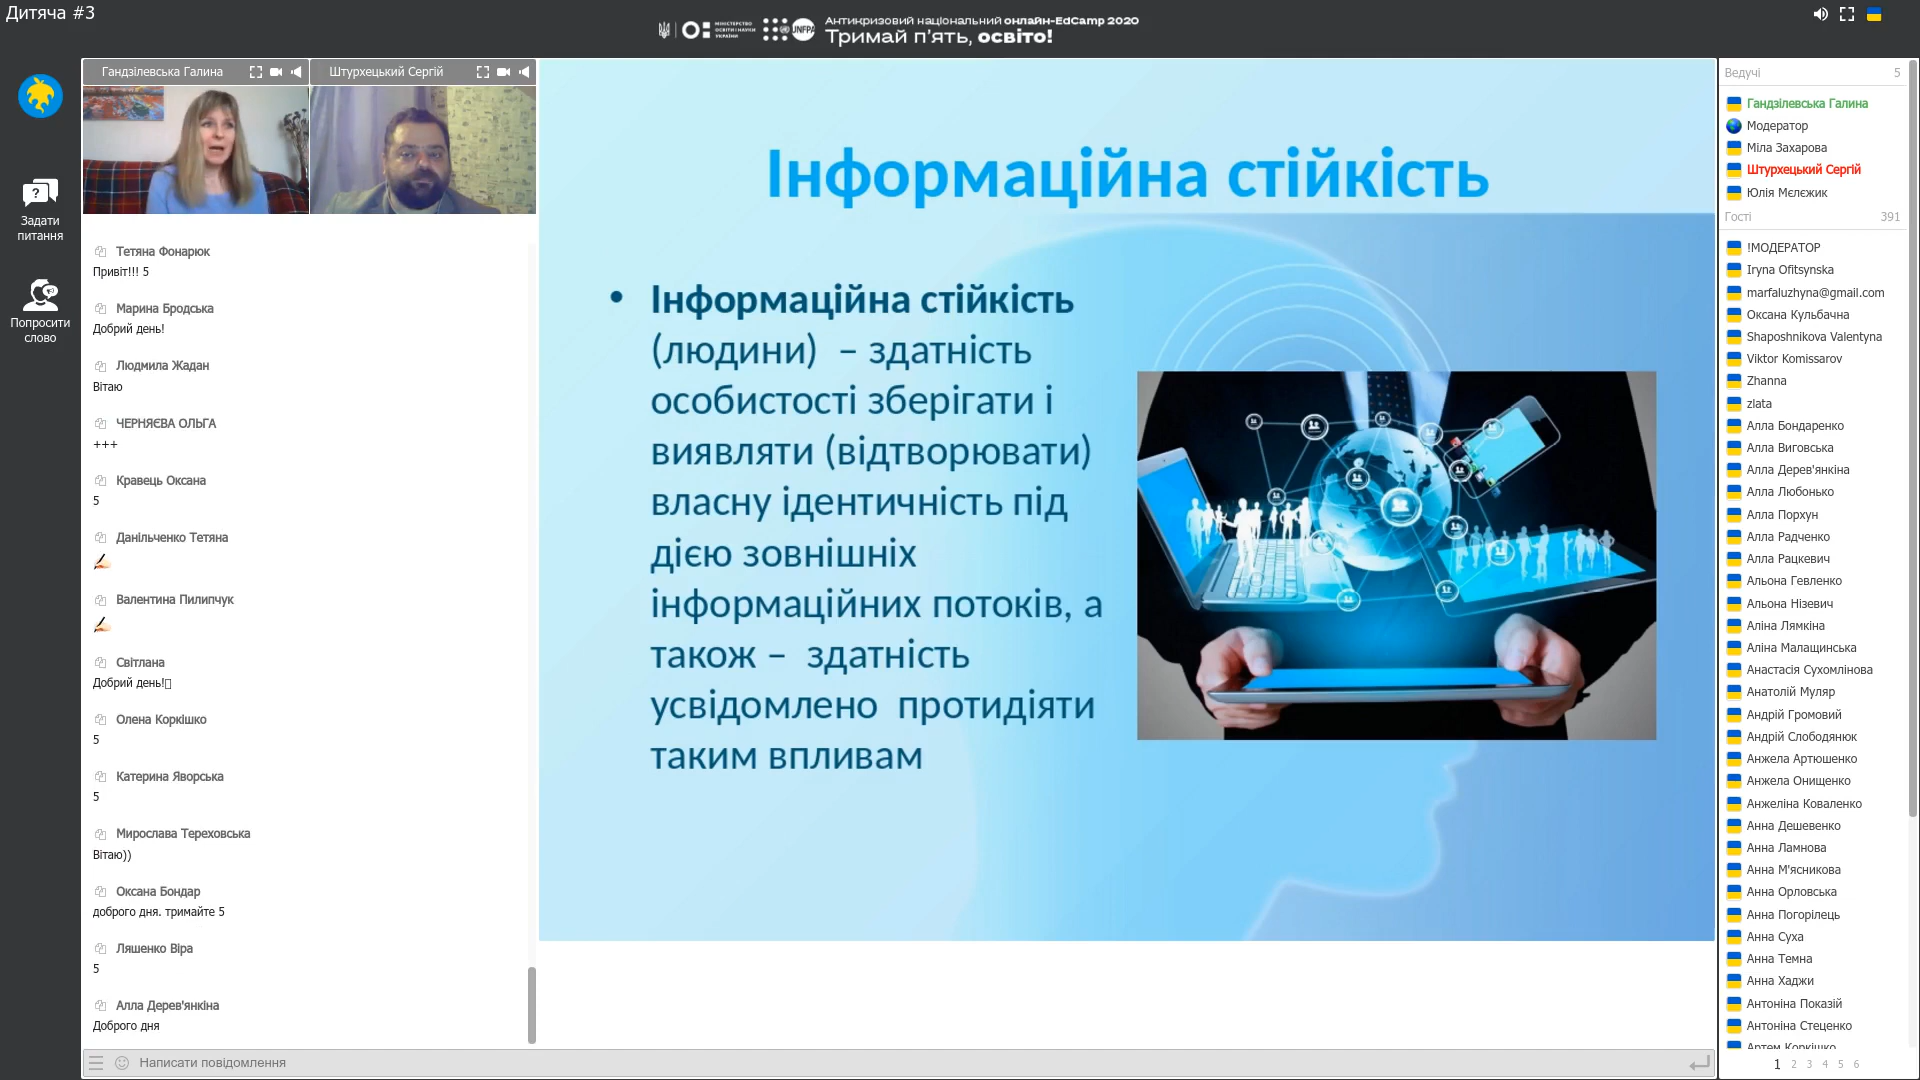 Дитяча #3
МІНІСТЕРСТВО
ОСВІТИ І НАУКИ
УКРАЇНИ
UNFPA
Антикризовий національний онлайн-EdCamp 2020
Тримай п'ять, освіто!
Задати
питання
Попросити
слово
Гандзілевська Галина
Штурхецький Сергій
Тетяна Фонарюк
Привіт!!! 5
Марина Бродська
Добрий день!
Людмила Жадан
Вітаю
ЧЕРНЯЄВА ОЛЬГА
+++
Кравець Оксана
5
Данільченко Тетяна
Валентина Пилипчук
Світлана
Добрий день!
Олена Коркішко
5
Катерина Яворська
5
Мирослава Тереховська
Вітаю))
Оксана Бондар
доброго дня. тримайте 5
Ляшенко Віра
5
Алла Дерев'янкіна
Доброго дня
Написати повідомлення
Інформаційна стійкість
• Інформаційна стійкість
(людини) – здатність
особистості зберігати і
виявляти (відтворювати)
власну ідентичність під
дією зовнішніх
інформаційних потоків, а
також – здатність
усвідомлено протидіяти
таким впливам
Ведучі 5
Гандзілевська Галина
Модератор
Міла Захарова
Штурхецький Сергій
Юлія Мєлєжик
Гості 391
!МОДЕРАТОР
Iryna Ofitsynska
marfaluzhyna@gmail.com
Оксана Кульбачна
Shaposhnikova Valentyna
Viktor Komissarov
Zhanna
zlata
Алла Бондаренко
Алла Виговська
Алла Дерев'янкіна
Алла Любонько
Алла Порхун
Алла Радченко
Алла Рацкевич
Альона Гевленко
Альона Нізевич
Аліна Лямкіна
Аліна Малащинська
Анастасія Сухомлінова
Анатолій Муляр
Андрій Громовий
Андрій Слободянюк
Анжела Артюшенко
Анжела Онищенко
Анжеліна Коваленко
Анна Дешевенко
Анна Ламнова
Анна М'ясникова
Анна Орловська
Анна Погорілець
Анна Суха
Анна Темна
Анна Хаджи
Антоніна Показій
Антоніна Стеценко
Артем Коркішко
1 2 3 4 5 6